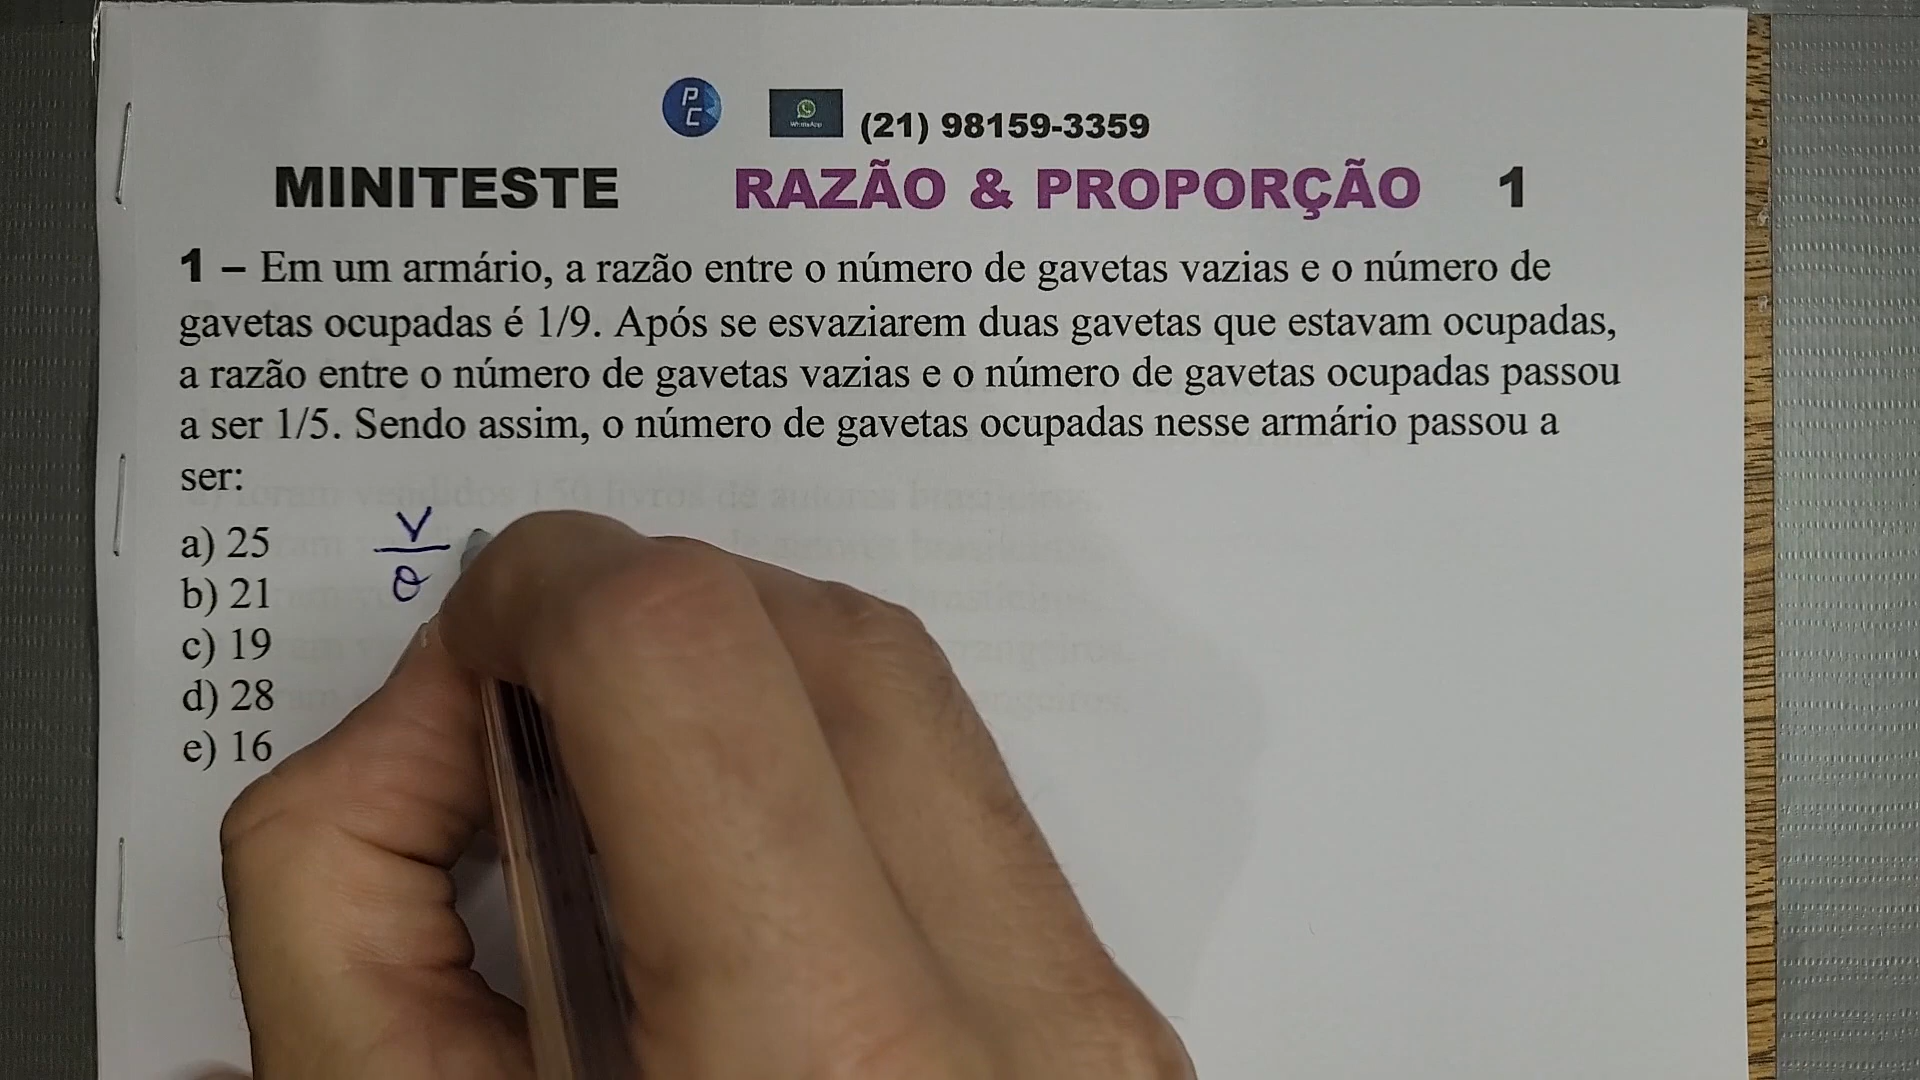 PC WhatsApp (21) 98159-3359
MINITESTE RAZÃO & PROPORÇÃO 1
1 – Em um armário, a razão entre o número de gavetas vazias e o número de
gavetas ocupadas é 1/9. Após se esvaziarem duas gavetas que estavam ocupadas,
a razão entre o número de gavetas vazias e o número de gavetas ocupadas passou
a ser 1/5. Sendo assim, o número de gavetas ocupadas nesse armário passou a
ser:
a) 25
b) 21
c) 19
d) 28
e) 16
V
O